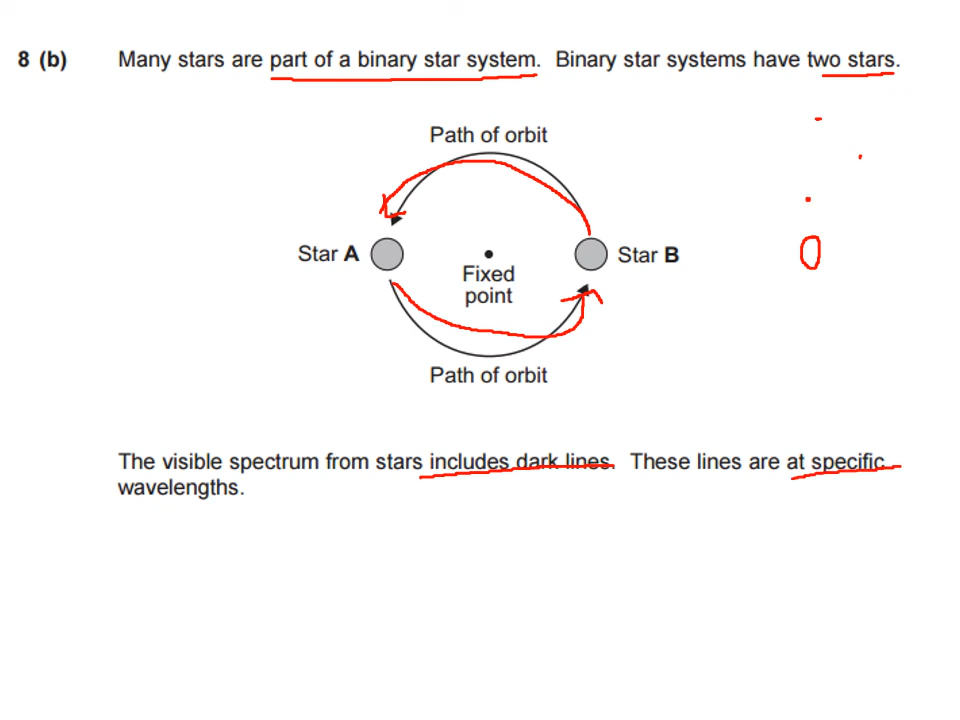 8 (b) Many stars are part of a binary star system. Binary star systems have two stars.
Path of orbit
Star A
Star B
Fixed
point
Path of orbit
The visible spectrum from stars includes dark lines. These lines are at specific
wavelengths.